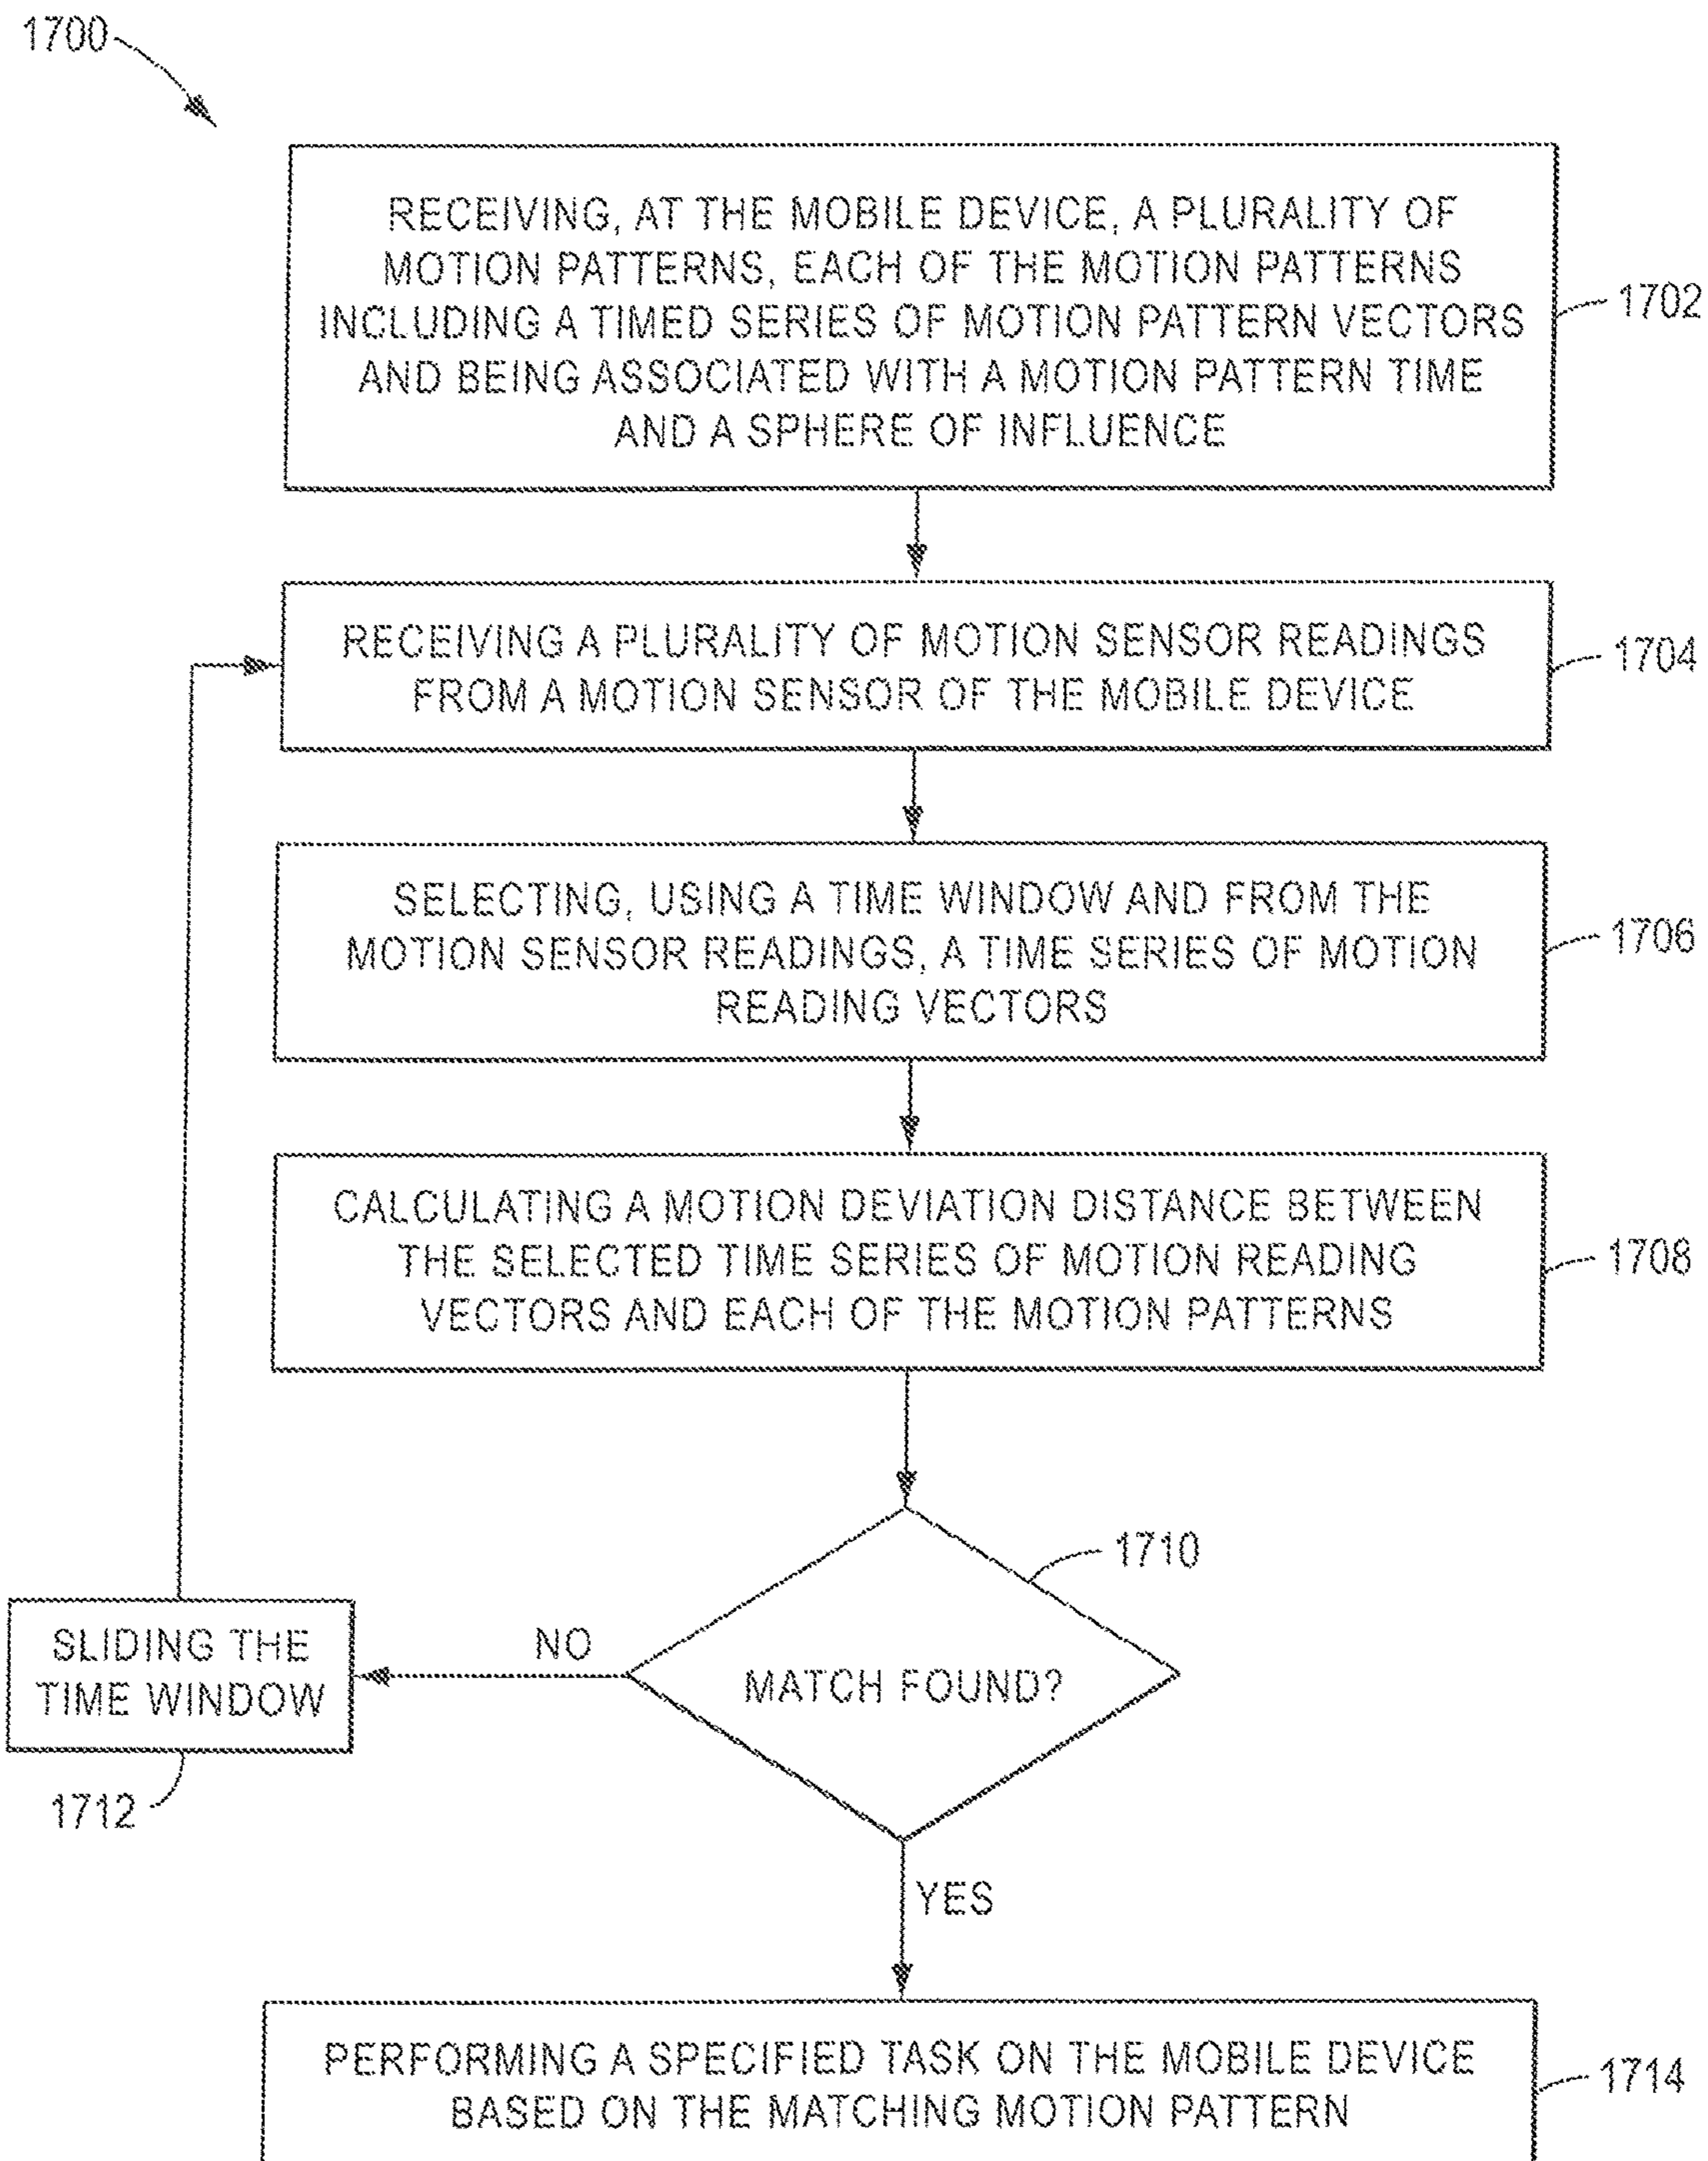 1700
RECEIVING, AT THE MOBILE DEVICE, A PLURALITY OF
MOTION PATTERNS, EACH OF THE MOTION PATTERNS
INCLUDING A TIMED SERIES OF MOTION PATTERN VECTORS
AND BEING ASSOCIATED WITH A MOTION PATTERN TIME
AND A SPHERE OF INFLUENCE
1702
RECEIVING A PLURALITY OF MOTION SENSOR READINGS
FROM A MOTION SENSOR OF THE MOBILE DEVICE
1704
SELECTING, USING A TIME WINDOW AND FROM THE
MOTION SENSOR READINGS, A TIME SERIES OF MOTION
READING VECTORS
1706
CALCULATING A MOTION DEVIATION DISTANCE BETWEEN
THE SELECTED TIME SERIES OF MOTION READING
VECTORS AND EACH OF THE MOTION PATTERNS
1708
1710
MATCH FOUND?
NO
SLIDING THE
TIME WINDOW
1712
YES
PERFORMING A SPECIFIED TASK ON THE MOBILE DEVICE
BASED ON THE MATCHING MOTION PATTERN
1714